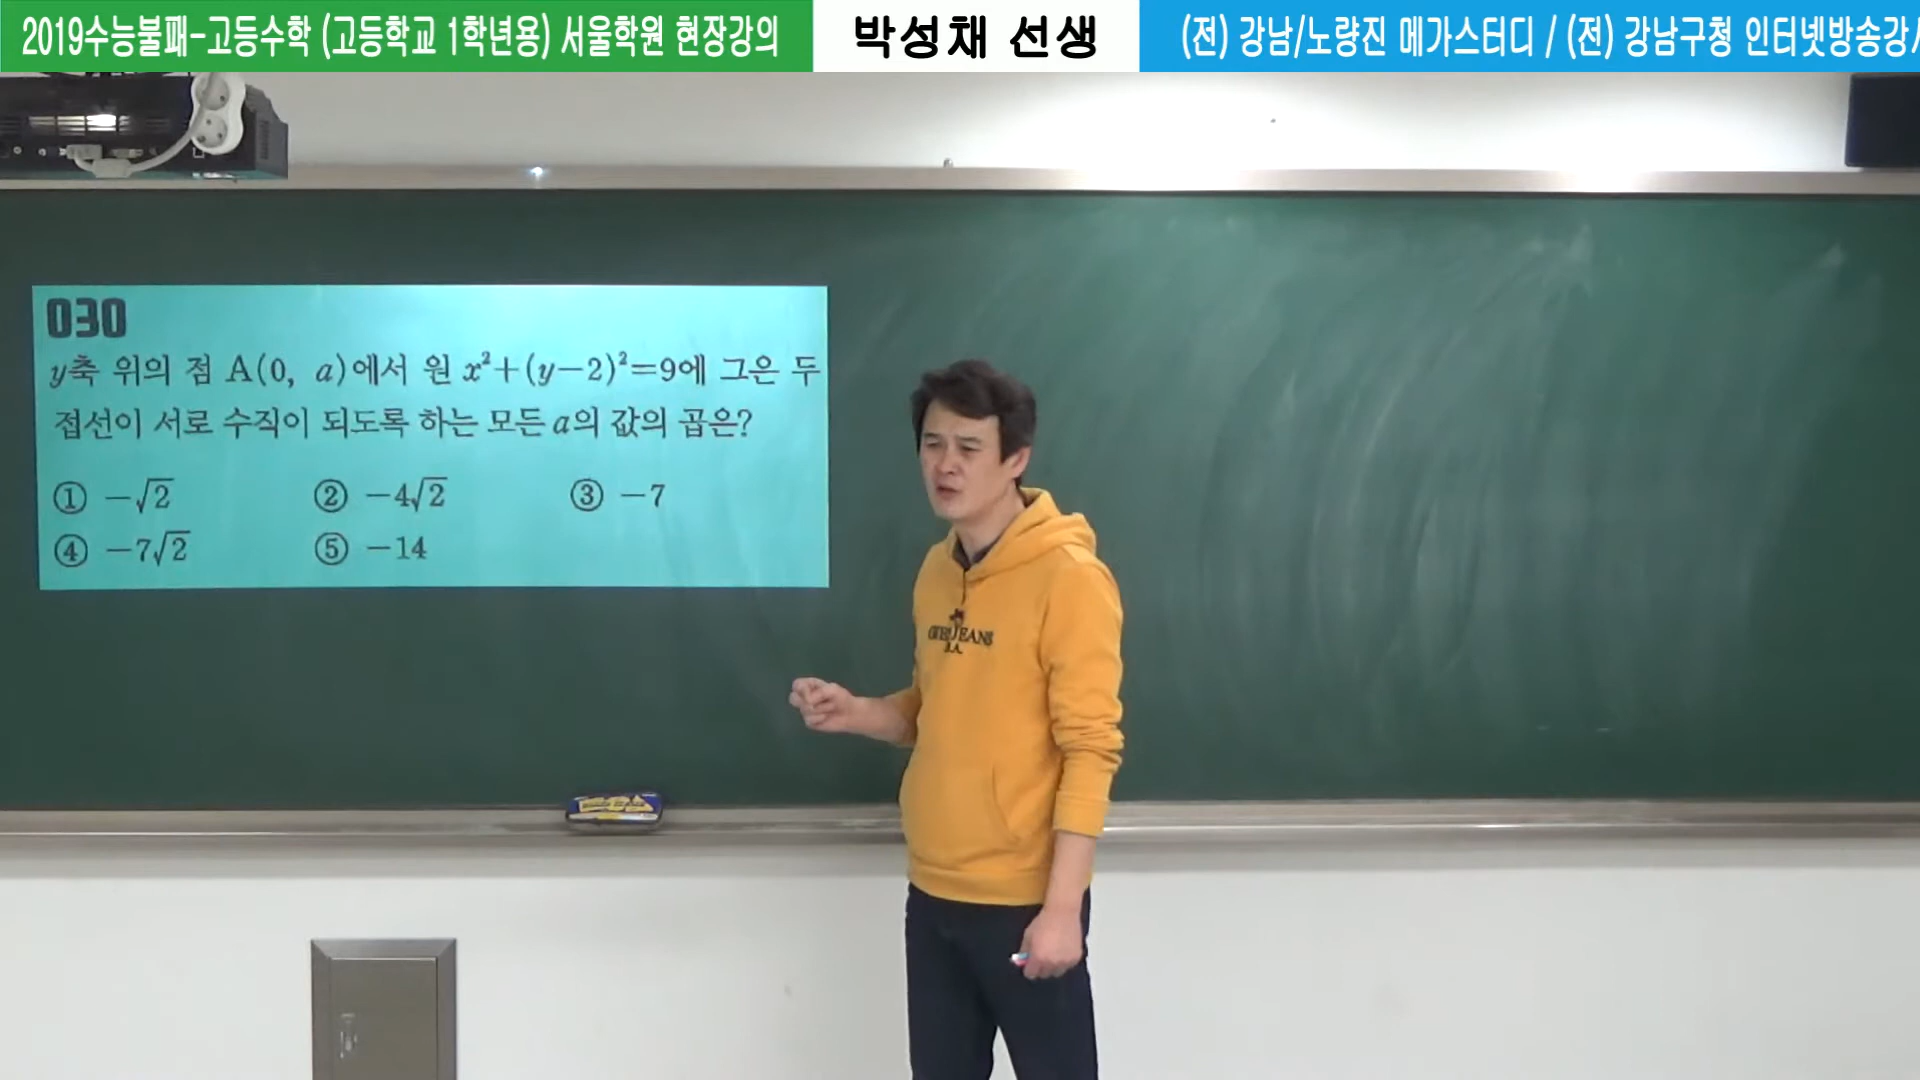 2019수능불패-고등수학 (고등학교 1학년용) 서울학원 현장강의
박성채 선생
(전) 강남/노량진 메가스터디 / (전) 강남구청 인터넷방송강사
030
y축 위의 점 A(0, a)에서 원 x²+(y−2)²=9에 그은 두
접선이 서로 수직이 되도록 하는 모든 a의 값의 곱은?
① −√2 ② −4√2 ③ −7
④ −7√2 ⑤ −14